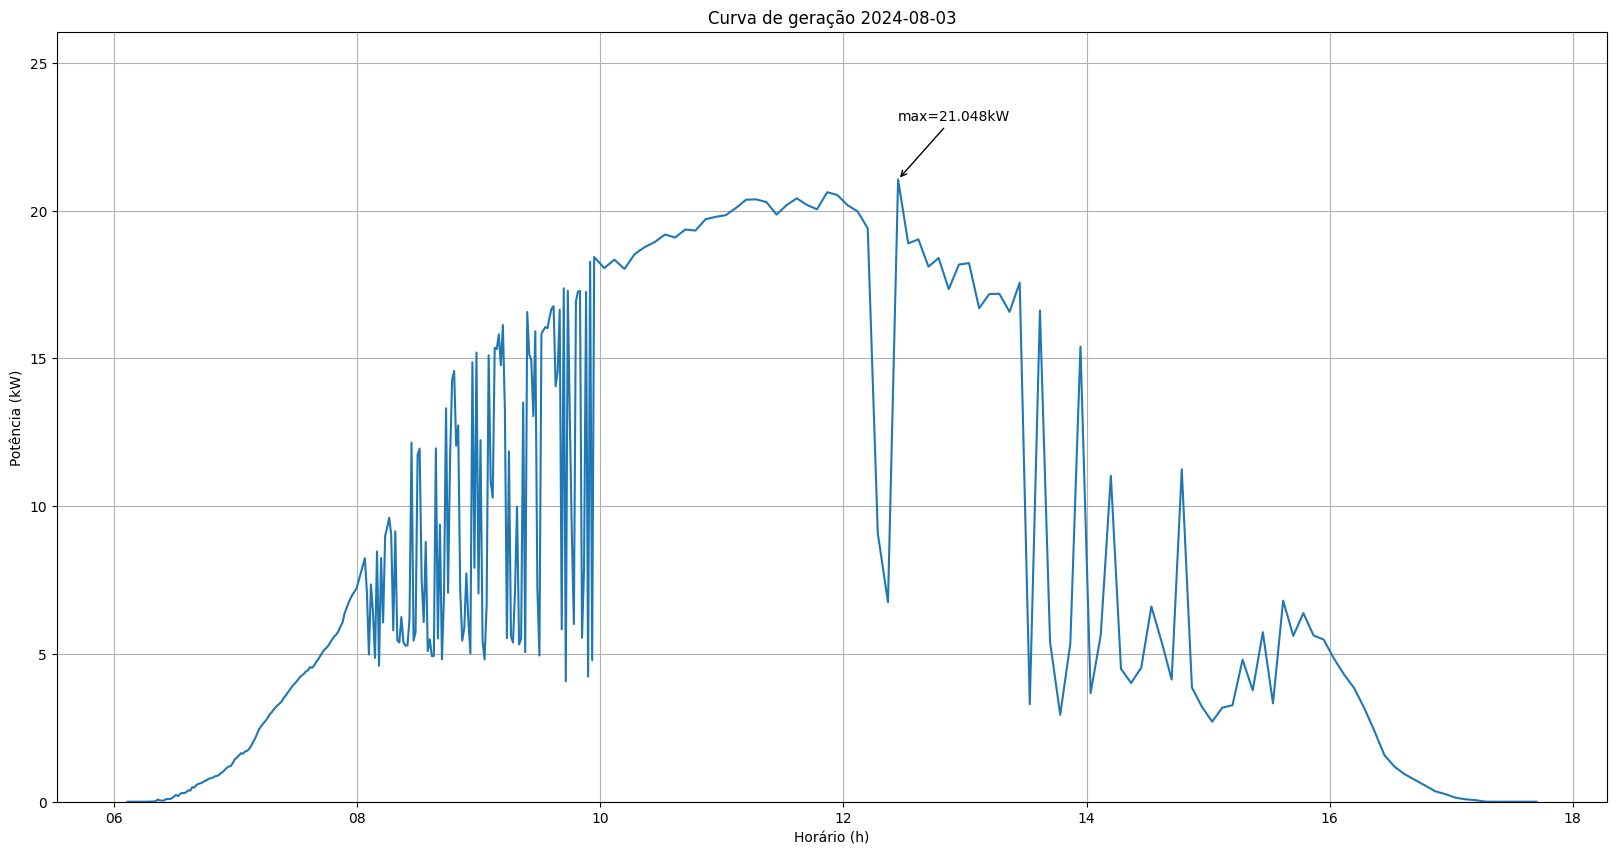 Curva de geração 2024-08-03
25
max=21.048kW
20
15
Potência (kW)
10
5
0
06 08 10 12 14 16 18
Horário (h)